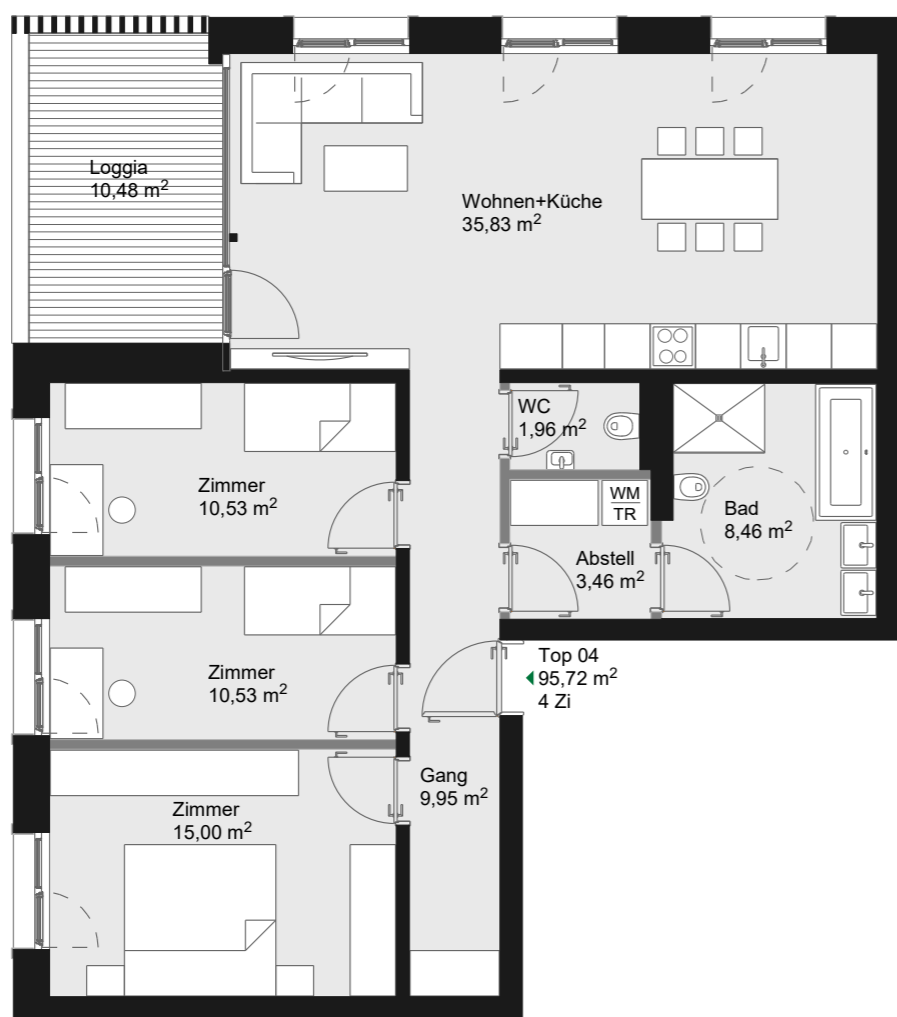 Loggia
10,48 m²
Wohnen+Küche
35,83 m²
WC
1,96 m²
Zimmer
10,53 m²
WM
TR
Bad
8,46 m²
Abstell
3,46 m²
Zimmer
10,53 m²
Top 04
95,72 m²
4 Zi
Gang
9,95 m²
Zimmer
15,00 m²